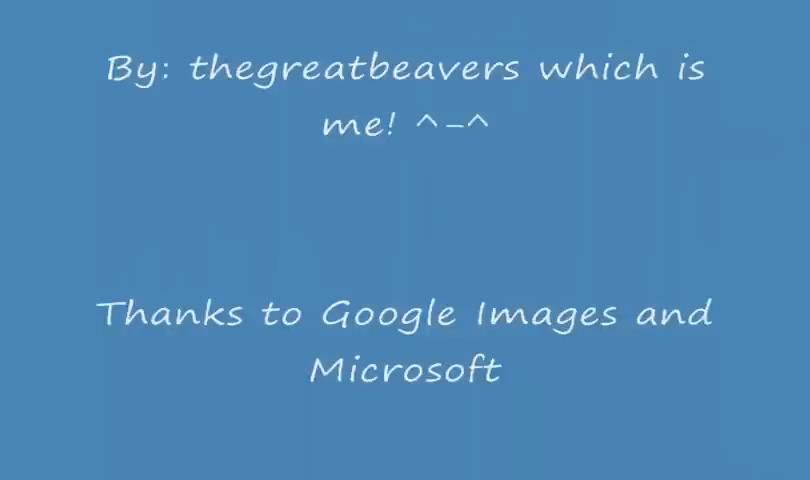 By: thegreatbeavers which is
me! ^-^
Thanks to Google Images and
Microsoft